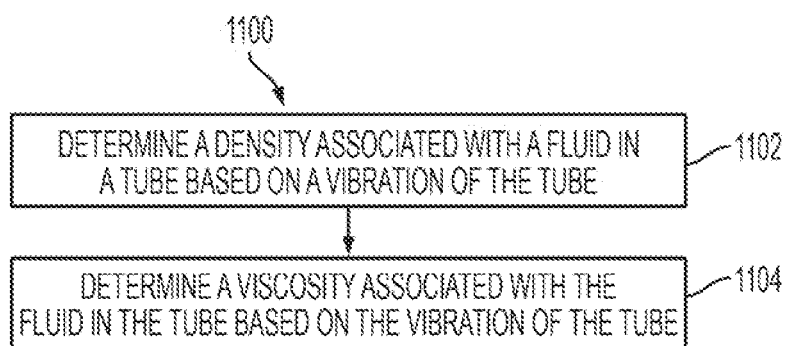 1100
DETERMINE A DENSITY ASSOCIATED WITH A FLUID IN
A TUBE BASED ON A VIBRATION OF THE TUBE
1102
DETERMINE A VISCOSITY ASSOCIATED WITH THE
FLUID IN THE TUBE BASED ON THE VIBRATION OF THE TUBE
1104